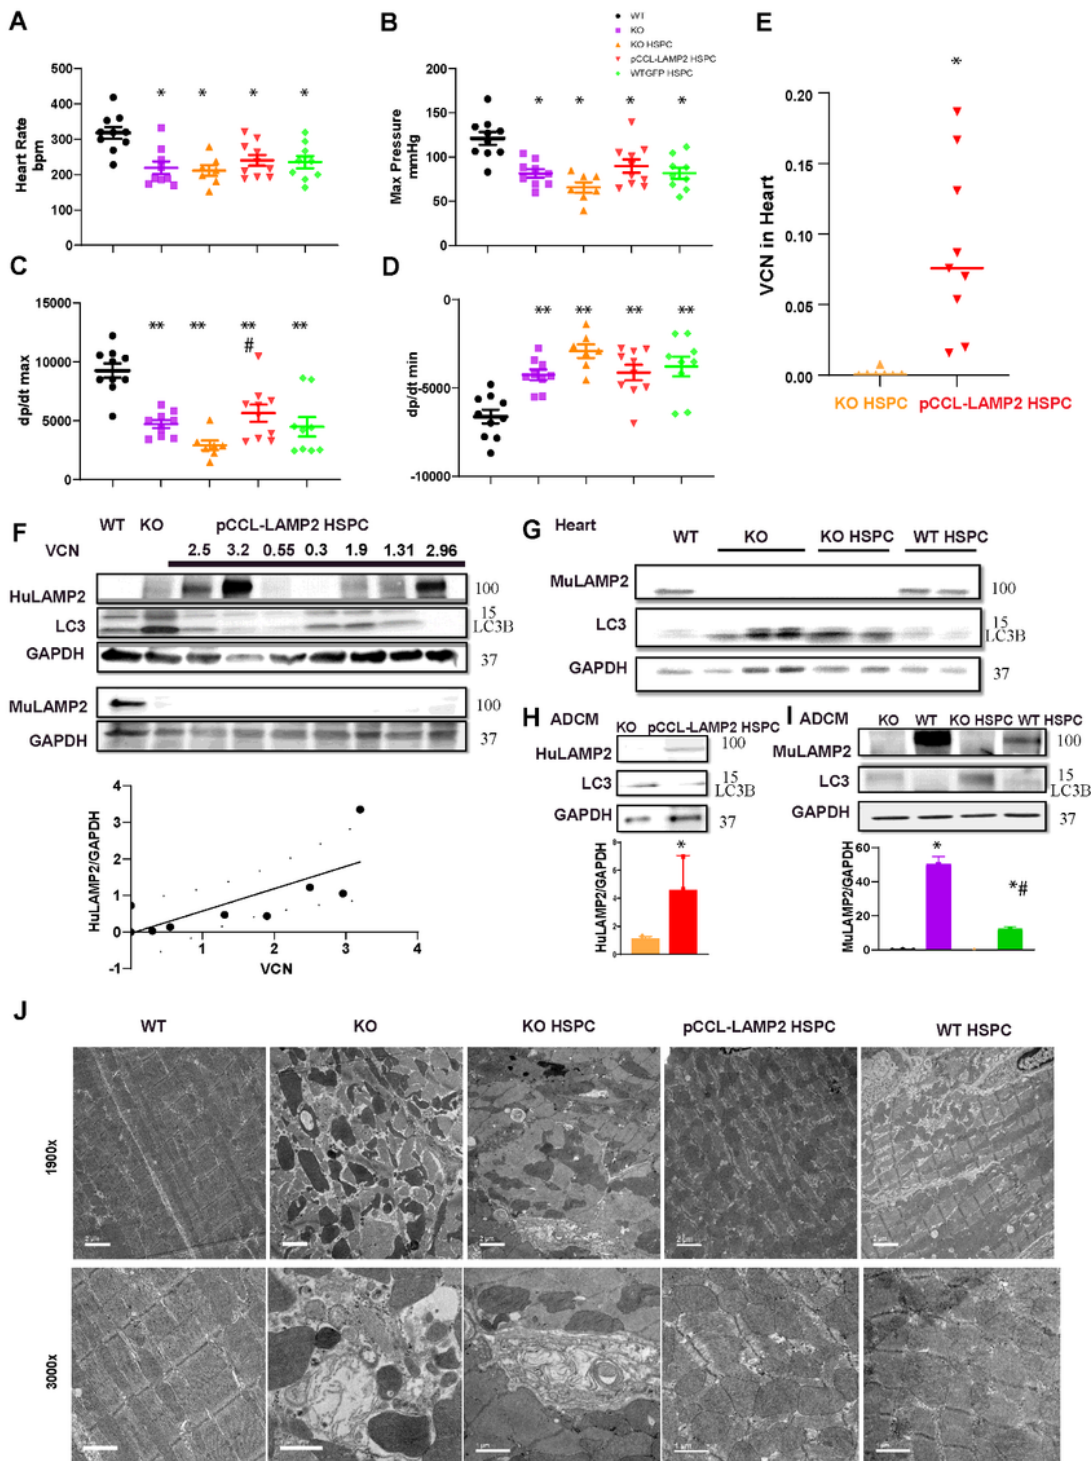 A
B
WT
KO
KO HSPC
pCCL-LAMP2 HSPC
WTGFP HSPC
E
Heart Rate
bpm
500
400
300
200
100
0
* * * *
Max Pressure
mmHg
200
150
100
50
0
* * * *
VCN in Heart
0.20
0.15
0.10
0.05
0.00
*
KO HSPC pCCL-LAMP2 HSPC
C
dp/dt max
15000
10000
5000
0
** ** ** **
#
D
dp/dt min
0
-5000
-10000
** ** ** **
F
WT KO pCCL-LAMP2 HSPC
VCN 2.5 3.2 0.55 0.3 1.9 1.31 2.96
HuLAMP2 100
LC3 15
LC3B
GAPDH 37
MuLAMP2 100
GAPDH 37
HuLAMP2/GAPDH
4
3
2
1
0
-1
1 2 3 4
VCN
G Heart
WT KO KO HSPC WT HSPC
MuLAMP2 100
LC3 15
LC3B
GAPDH 37
H ADCM
KO pCCL-LAMP2 HSPC
HuLAMP2 100
LC3 15
LC3B
GAPDH 37
HuLAMP2/GAPDH
8
6
4
2
0
*
I ADCM
KO WT KO HSPC WT HSPC
MuLAMP2 100
LC3 15
LC3B
GAPDH 37
MuLAMP2/GAPDH
60
40
20
0
*
*#
J
WT KO KO HSPC pCCL-LAMP2 HSPC WT HSPC
1900x
3000x